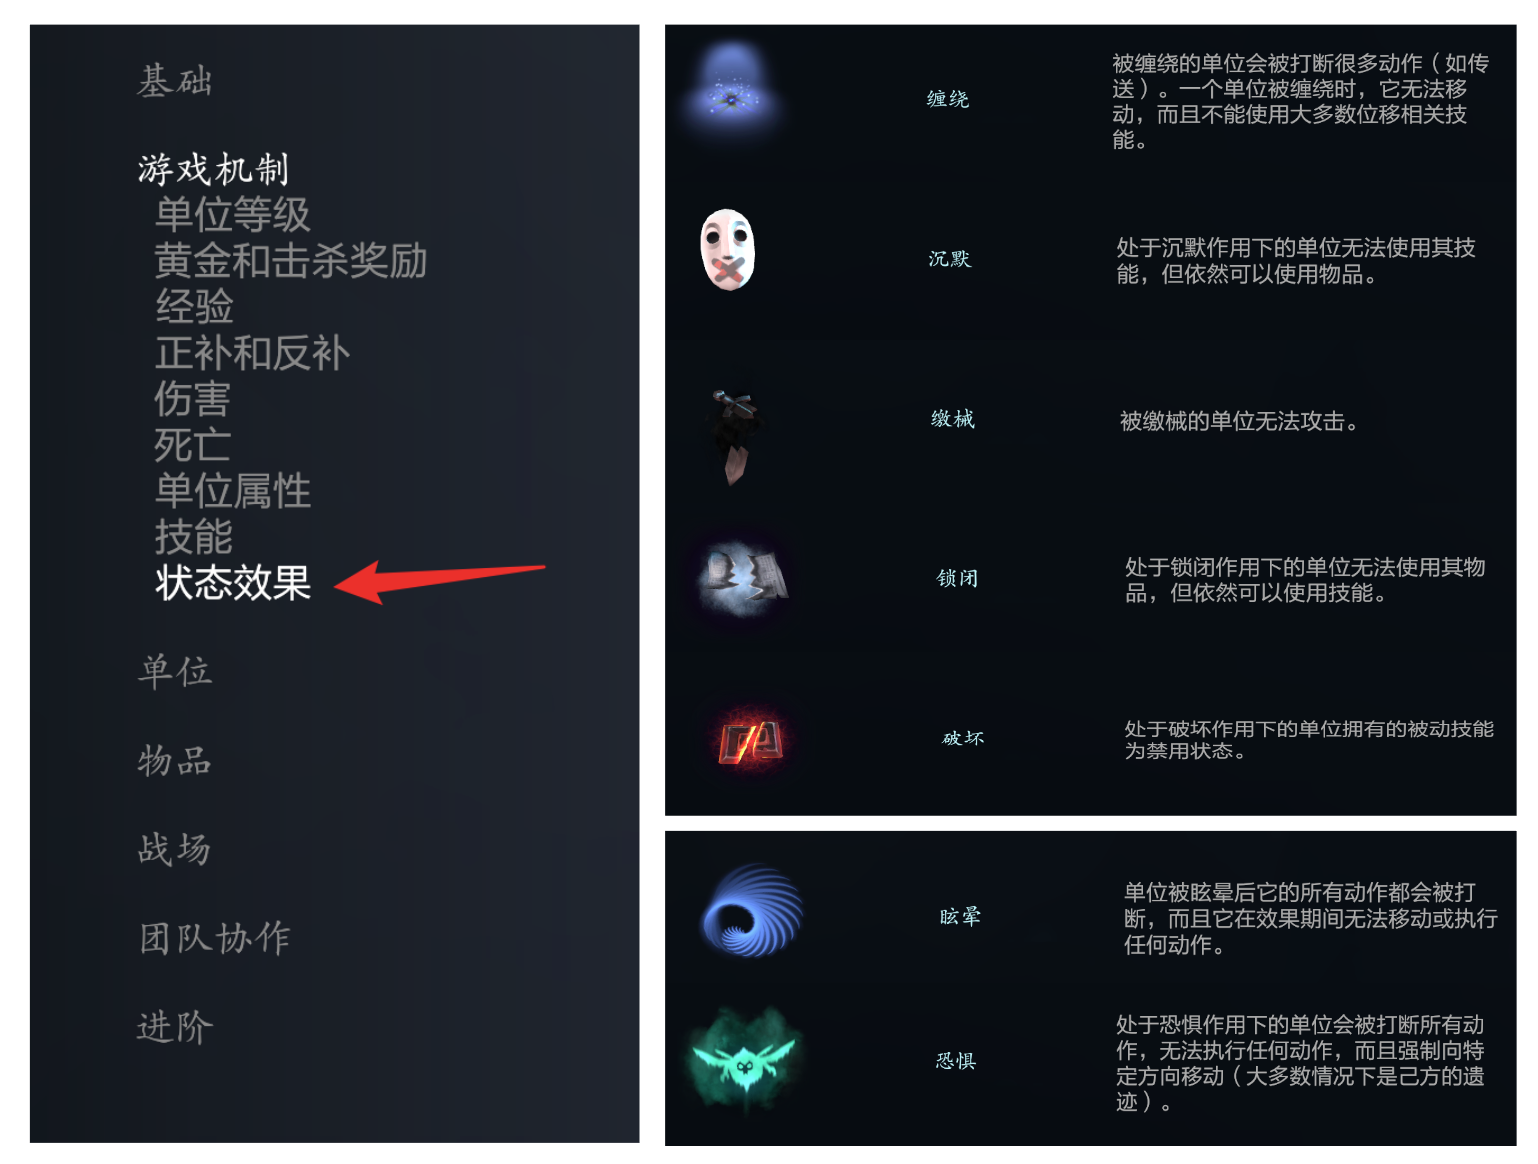 基础
游戏机制
单位等级
黄金和击杀奖励
经验
正补和反补
伤害
死亡
单位属性
技能
状态效果
单位
物品
战场
团队协作
进阶
缠绕
被缠绕的单位会被打断很多动作（如传
送）。一个单位被缠绕时，它无法移
动，而且不能使用大多数位移相关技
能。
沉默
处于沉默作用下的单位无法使用其技
能，但依然可以使用物品。
缴械
被缴械的单位无法攻击。
锁闭
处于锁闭作用下的单位无法使用其物
品，但依然可以使用技能。
破坏
处于破坏作用下的单位拥有的被动技能
为禁用状态。
眩晕
单位被眩晕后它的所有动作都会被打
断，而且它在效果期间无法移动或执行
任何动作。
恐惧
处于恐惧作用下的单位会被打断所有动
作，无法执行任何动作，而且强制向特
定方向移动（大多数情况下是己方的遗
迹）。